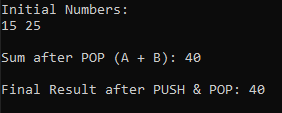 Initial Numbers:
15 25
Sum after POP (A + B): 40
Final Result after PUSH & POP: 40